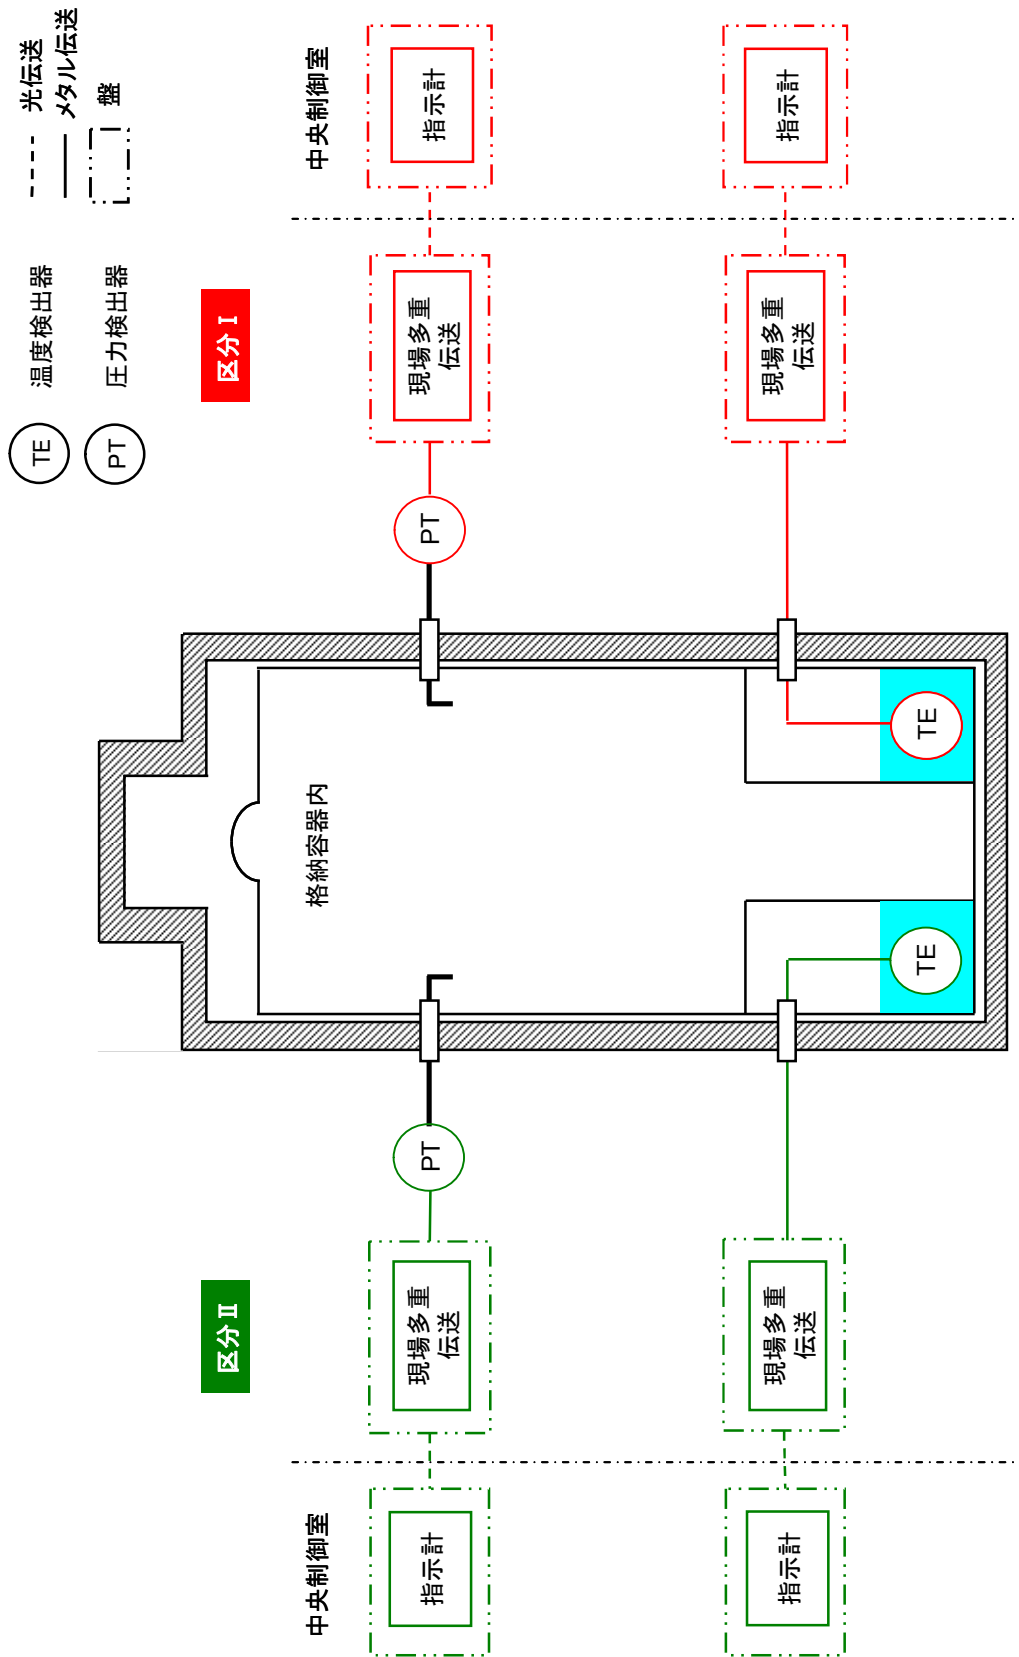 TE
温度検出器
光伝送
メタル伝送
PT
圧力検出器
盤
区分Ⅱ
区分Ⅰ
中央制御室
格納容器内
中央制御室
指示計
現場多重
伝送
PT
PT
現場多重
伝送
指示計
指示計
現場多重
伝送
TE
TE
現場多重
伝送
指示計